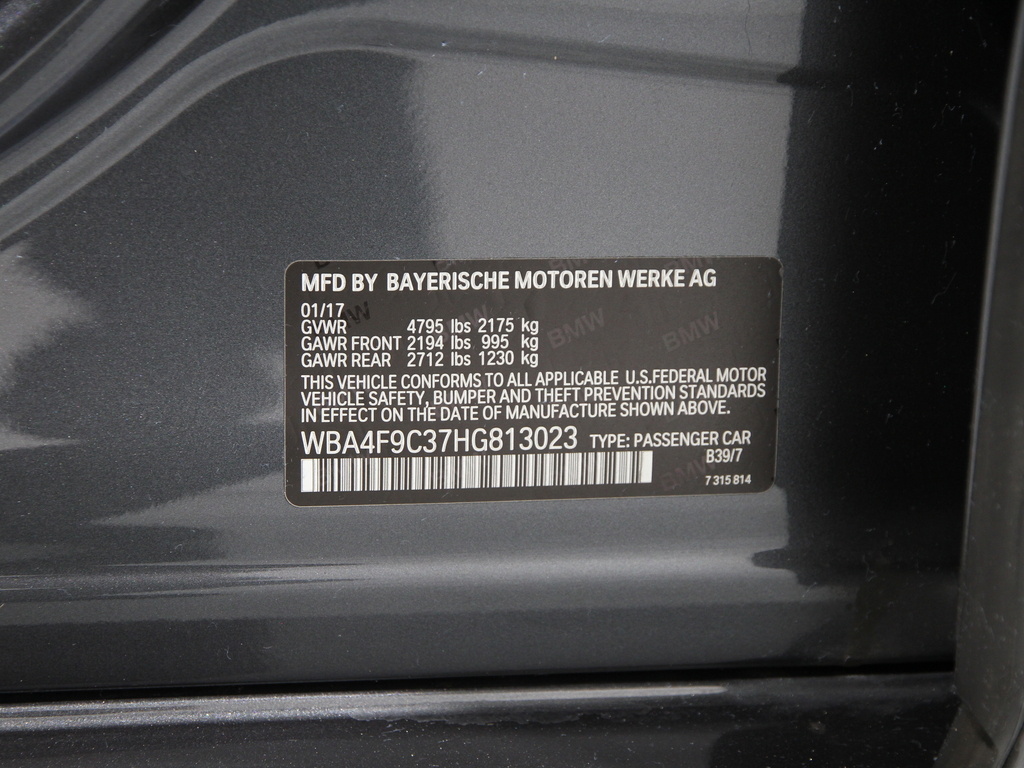 MFD BY BAYERISCHE MOTOREN WERKE AG
01/17
GVWR 4795 lbs 2175 kg
GAWR FRONT 2194 lbs 995 kg
GAWR REAR 2712 lbs 1230 kg
THIS VEHICLE CONFORMS TO ALL APPLICABLE U.S.FEDERAL MOTOR
VEHICLE SAFETY, BUMPER AND THEFT PREVENTION STANDARDS
IN EFFECT ON THE DATE OF MANUFACTURE SHOWN ABOVE.
WBA4F9C37HG813023 TYPE: PASSENGER CAR
B39/7
7 315 814
BMW BMW